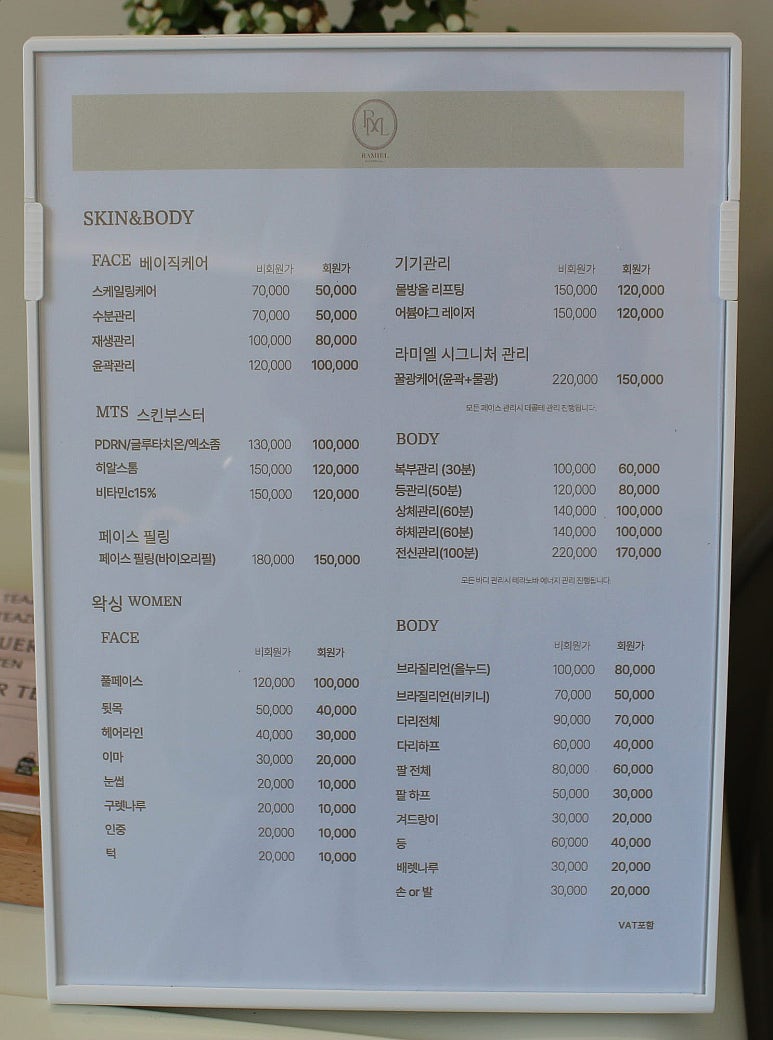 RAMIEL
SKIN&BODY
FACE 베이직케어 비회원가 회원가
스케일링케어 70,000 50,000
수분관리 70,000 50,000
재생관리 100,000 80,000
윤곽관리 120,000 100,000
MTS 스킨부스터
PDRN/글루타치온/엑소좀 130,000 100,000
히알스톰 150,000 120,000
비타민c15% 150,000 120,000
페이스 필링
페이스 필링(바이오리필) 180,000 150,000
기기관리 비회원가 회원가
물방울 리프팅 150,000 120,000
어븀야그 레이저 150,000 120,000
라미엘 시그니처 관리
꿀광케어(윤곽+물광) 220,000 150,000
모든 페이스 관리시 데콜테 관리 진행됩니다.
BODY
복부관리 (30분) 100,000 60,000
등관리(50분) 120,000 80,000
상체관리(60분) 140,000 100,000
하체관리(60분) 140,000 100,000
전신관리(100분) 220,000 170,000
모든 바디 관리시 테라노바 에너지 관리 진행됩니다.
왁싱 WOMEN
FACE 비회원가 회원가
풀페이스 120,000 100,000
뒷목 50,000 40,000
헤어라인 40,000 30,000
이마 30,000 20,000
눈썹 20,000 10,000
구렛나루 20,000 10,000
인중 20,000 10,000
턱 20,000 10,000
BODY 비회원가 회원가
브라질리언(올누드) 100,000 80,000
브라질리언(비키니) 70,000 50,000
다리전체 90,000 70,000
다리하프 60,000 40,000
팔 전체 80,000 60,000
팔 하프 50,000 30,000
겨드랑이 30,000 20,000
등 60,000 40,000
배렛나루 30,000 20,000
손 or 발 30,000 20,000
VAT포함